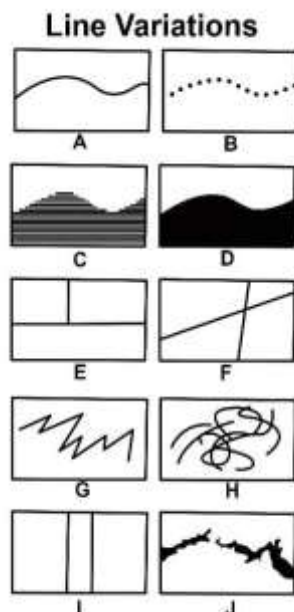 Line Variations
A B
C D
E F
G H
I J